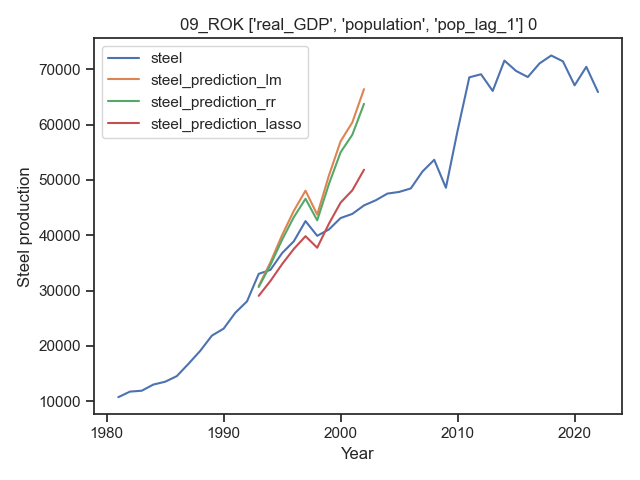 09_ROK ['real_GDP', 'population', 'pop_lag_1'] 0
steel
steel_prediction_lm
steel_prediction_rr
steel_prediction_lasso
Steel production
70000
60000
50000
40000
30000
20000
10000
1980 1990 2000 2010 2020
Year